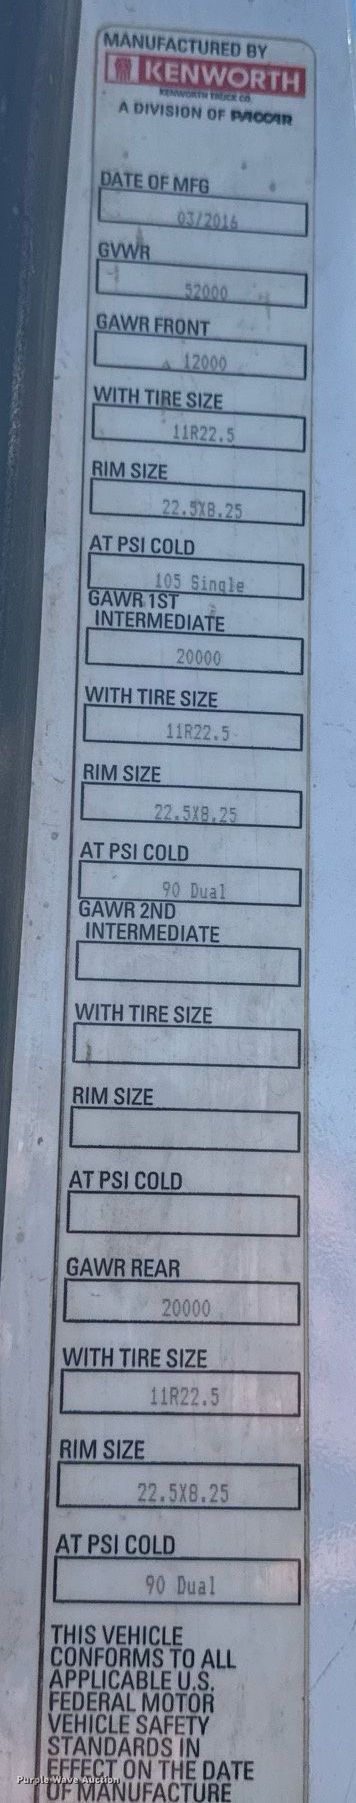 MANUFACTURED BY
KENWORTH
KENWORTH TRUCK CO.
A DIVISION OF PACCAR
DATE OF MFG
03/2016
GVWR
52000
GAWR FRONT
12000
WITH TIRE SIZE
11R22.5
RIM SIZE
22.5X8.25
AT PSI COLD
105 Single
GAWR 1ST
INTERMEDIATE
20000
WITH TIRE SIZE
11R22.5
RIM SIZE
22.5X8.25
AT PSI COLD
90 Dual
GAWR 2ND
INTERMEDIATE
WITH TIRE SIZE
RIM SIZE
AT PSI COLD
GAWR REAR
20000
WITH TIRE SIZE
11R22.5
RIM SIZE
22.5X8.25
AT PSI COLD
90 Dual
THIS VEHICLE
CONFORMS TO ALL
APPLICABLE U.S.
FEDERAL MOTOR
VEHICLE SAFETY
STANDARDS IN
EFFECT ON THE DATE
OF MANUFACTURE
Purple Wave Auction